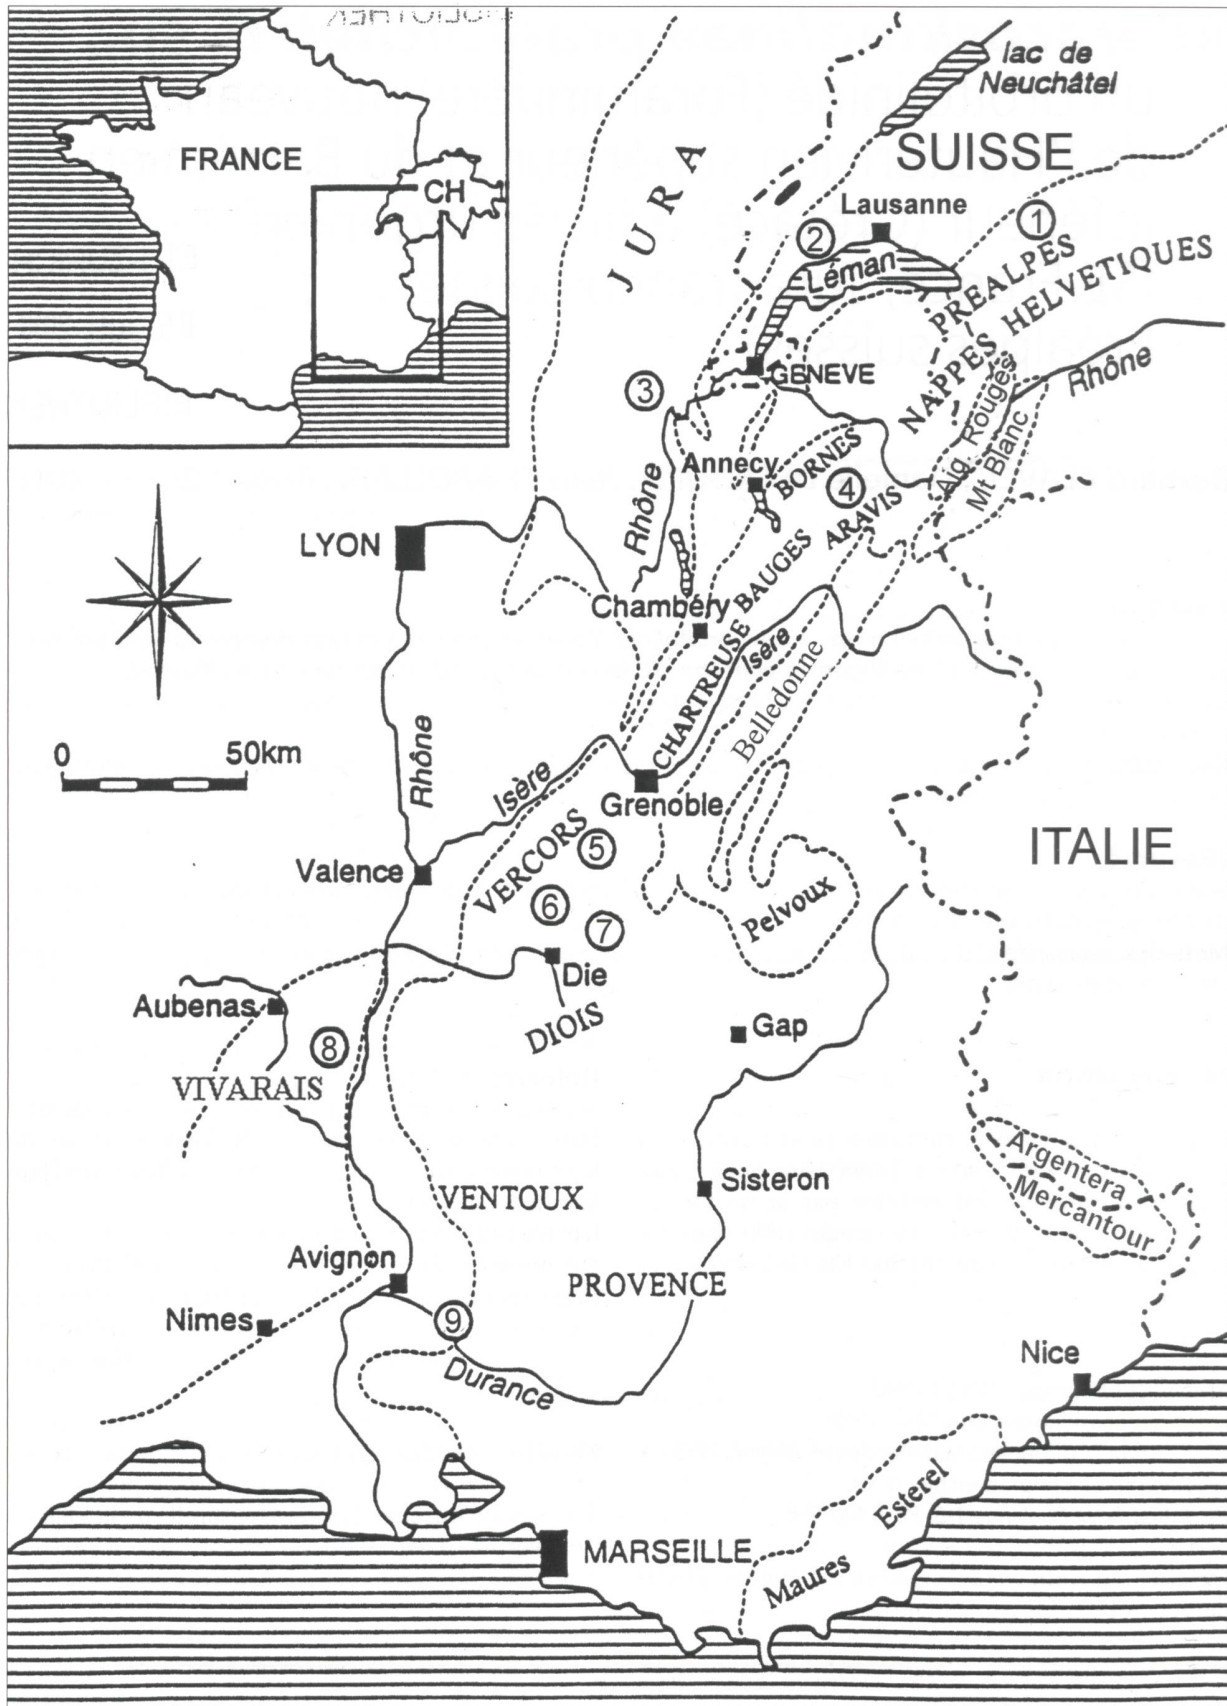 FRANCE
CH
lac de
Neuchâtel
SUISSE
JURA
Lausanne
1
2
Léman
PREALPES
NAPPES HELVETIQUES
GENEVE
3
Rhône
Aig. Rouges
Mt Blanc
Annecy
BORNES
4
ARAVIS
Rhône
LYON
BAUGES
Chambéry
CHARTREUSE
Isère
Belledonne
0
50km
Rhône
Isère
Grenoble
ITALIE
VERCORS
5
Valence
6
7
Pelvoux
Die
Aubenas
DIOIS
Gap
8
VIVARAIS
Argentera
Mercantour
Sisteron
VENTOUX
Avignon
PROVENCE
Nimes
9
Durance
Nice
Esterel
MARSEILLE
Maures